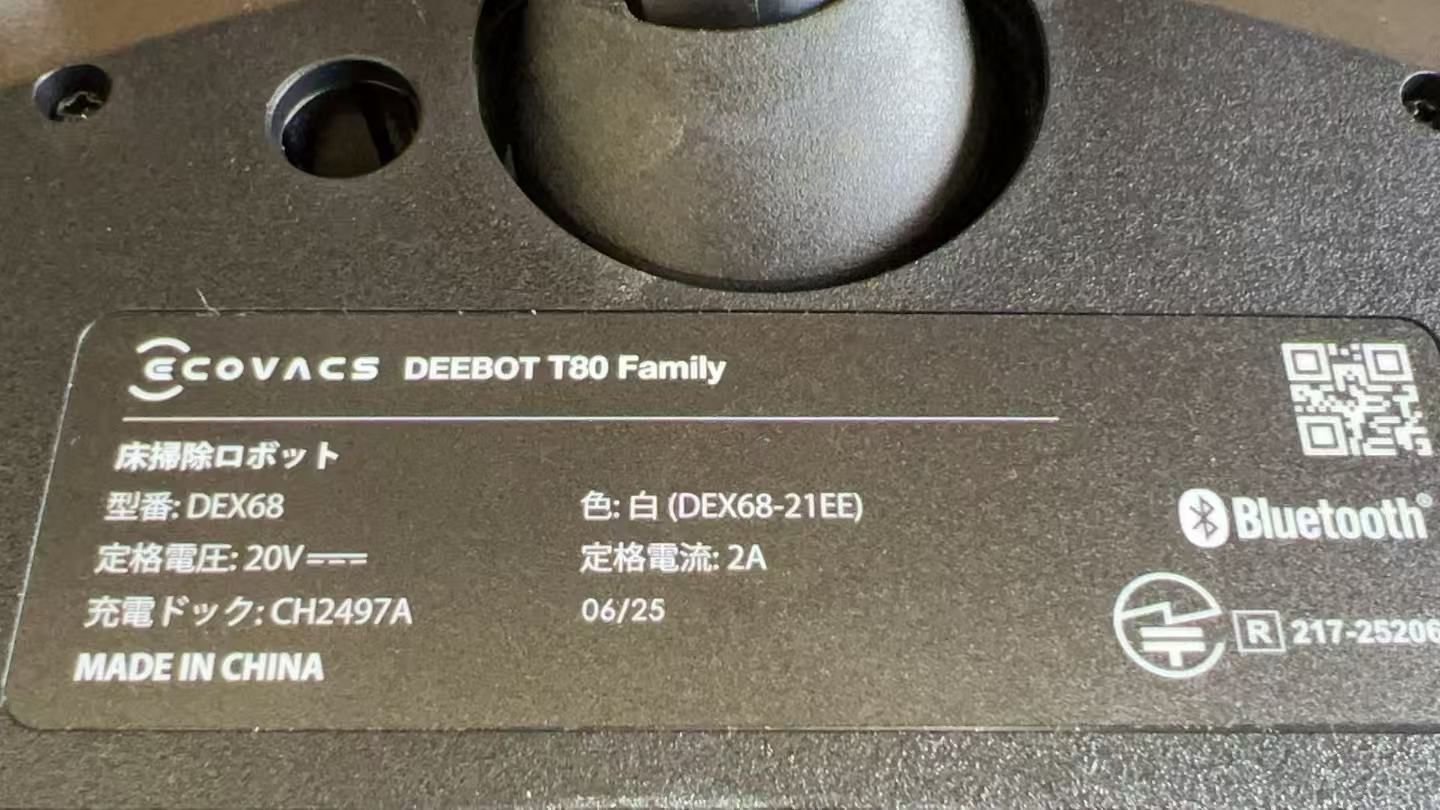 ECOVACS DEEBOT T80 Family
床掃除ロボット
型番: DEX68
色: 白 (DEX68-21EE)
定格電圧: 20V
定格電流: 2A
充電ドック: CH2497A
06/25
MADE IN CHINA
Bluetooth®
R 217-25206